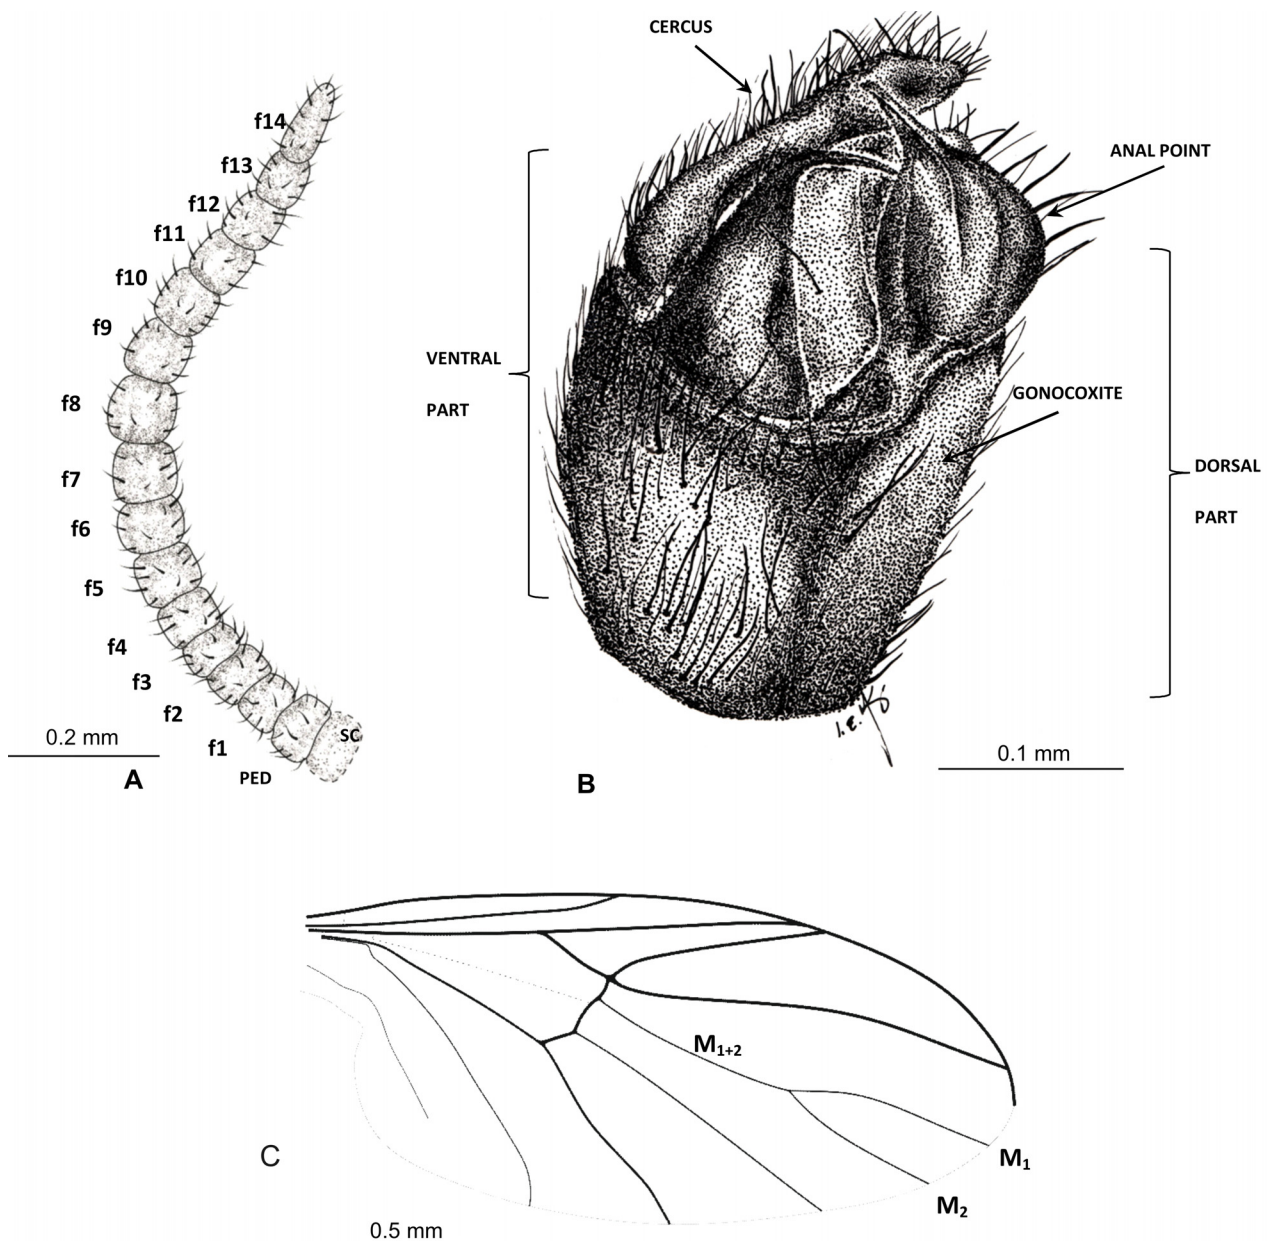 CERCUS
f14
ANAL POINT
f13
f12
f11
f10
f9
VENTRAL
PART
f8
GONOCOXITE
DORSAL
PART
f7
f6
f5
f4
f3
f2
f1
SC
PED
0.2 mm
A
B
0.1 mm
M1+2
C
M1
M2
0.5 mm